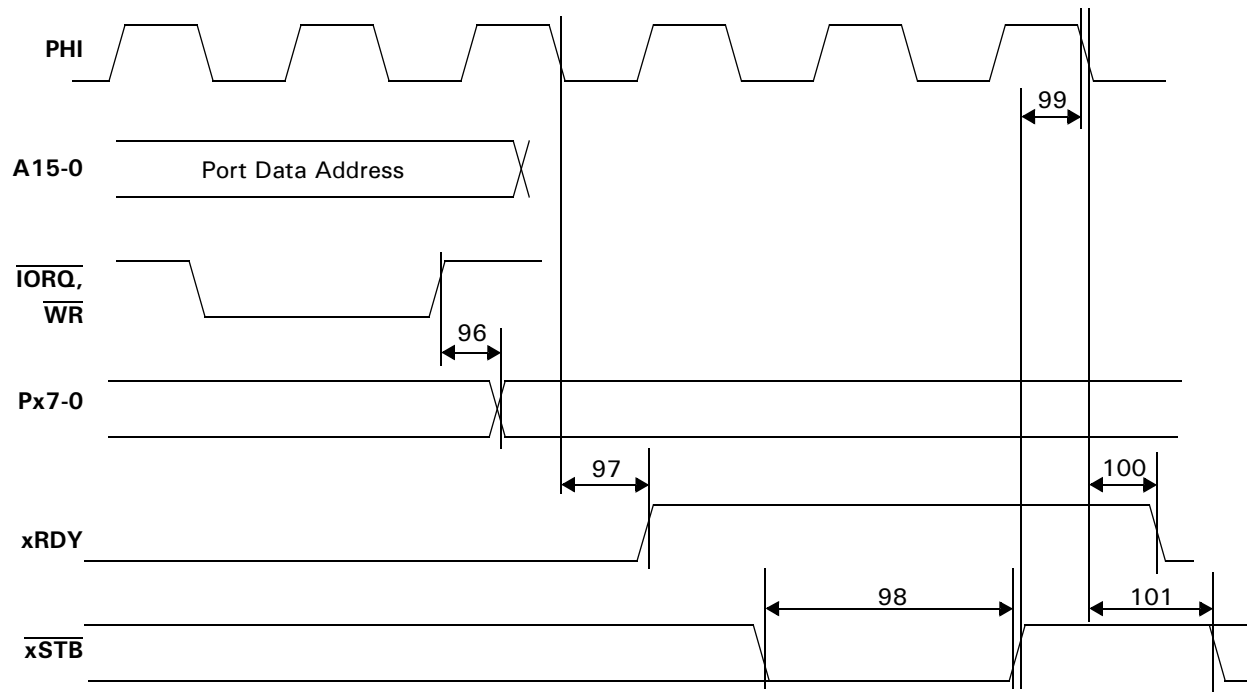 PHI
99
A15-0
Port Data Address
IORQ,
WR
96
Px7-0
97
100
xRDY
98
101
xSTB